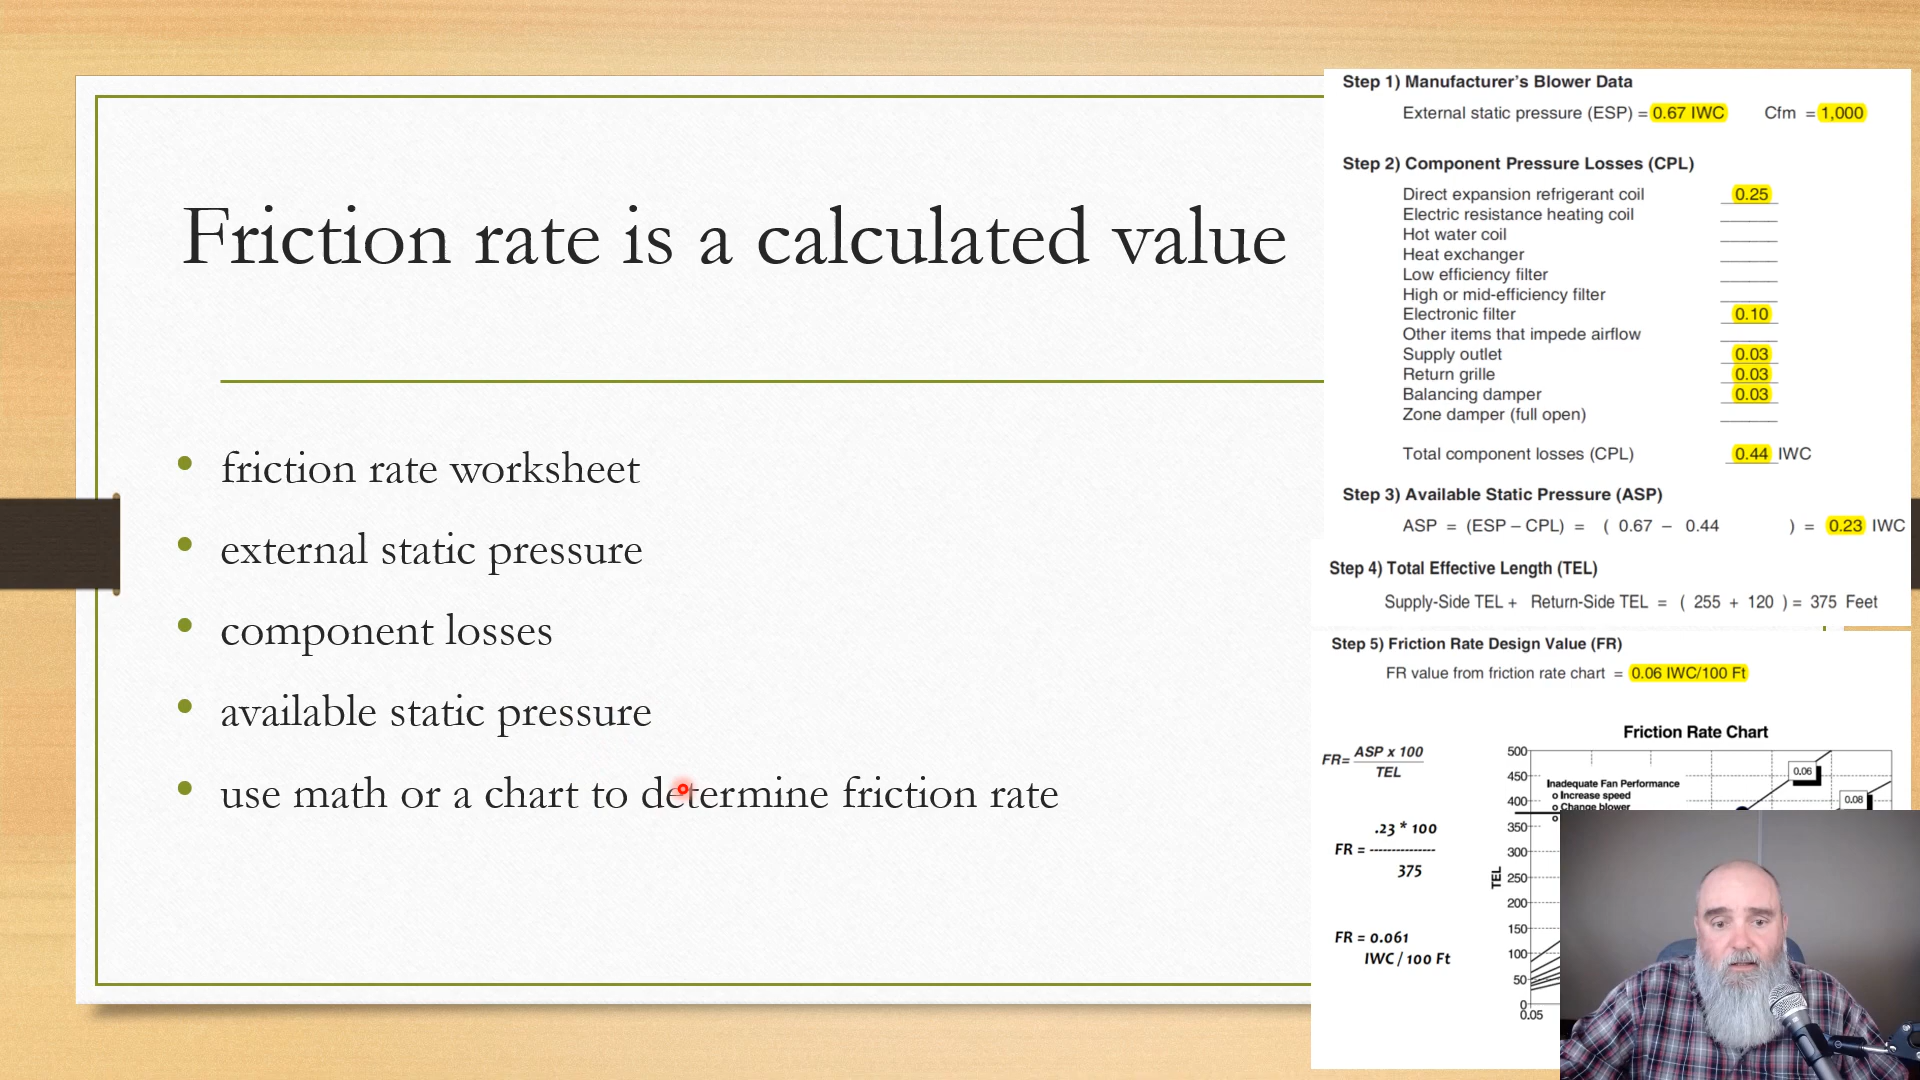 Friction rate is a calculated value
friction rate worksheet
external static pressure
component losses
available static pressure
use math or a chart to determine friction rate
Step 1) Manufacturer's Blower Data
External static pressure (ESP) = 0.67 IWC Cfm = 1,000
Step 2) Component Pressure Losses (CPL)
Direct expansion refrigerant coil 0.25
Electric resistance heating coil
Hot water coil
Heat exchanger
Low efficiency filter
High or mid-efficiency filter
Electronic filter 0.10
Other items that impede airflow
Supply outlet 0.03
Return grille 0.03
Balancing damper 0.03
Zone damper (full open)
Total component losses (CPL) 0.44 IWC
Step 3) Available Static Pressure (ASP)
ASP = (ESP – CPL) = ( 0.67 – 0.44 ) = 0.23 IWC
Step 4) Total Effective Length (TEL)
Supply-Side TEL + Return-Side TEL = ( 255 + 120 ) = 375 Feet
Step 5) Friction Rate Design Value (FR)
FR value from friction rate chart = 0.06 IWC/100 Ft
FR= ASP x 100
TEL
.23 * 100
FR = ---------------
375
FR = 0.061
IWC / 100 Ft
Friction Rate Chart
500
450
400
350
300
250
200
150
100
50
0
TEL
0.05
Inadequate Fan Performance
o Increase speed
o Change blower
o
0.06
0.08